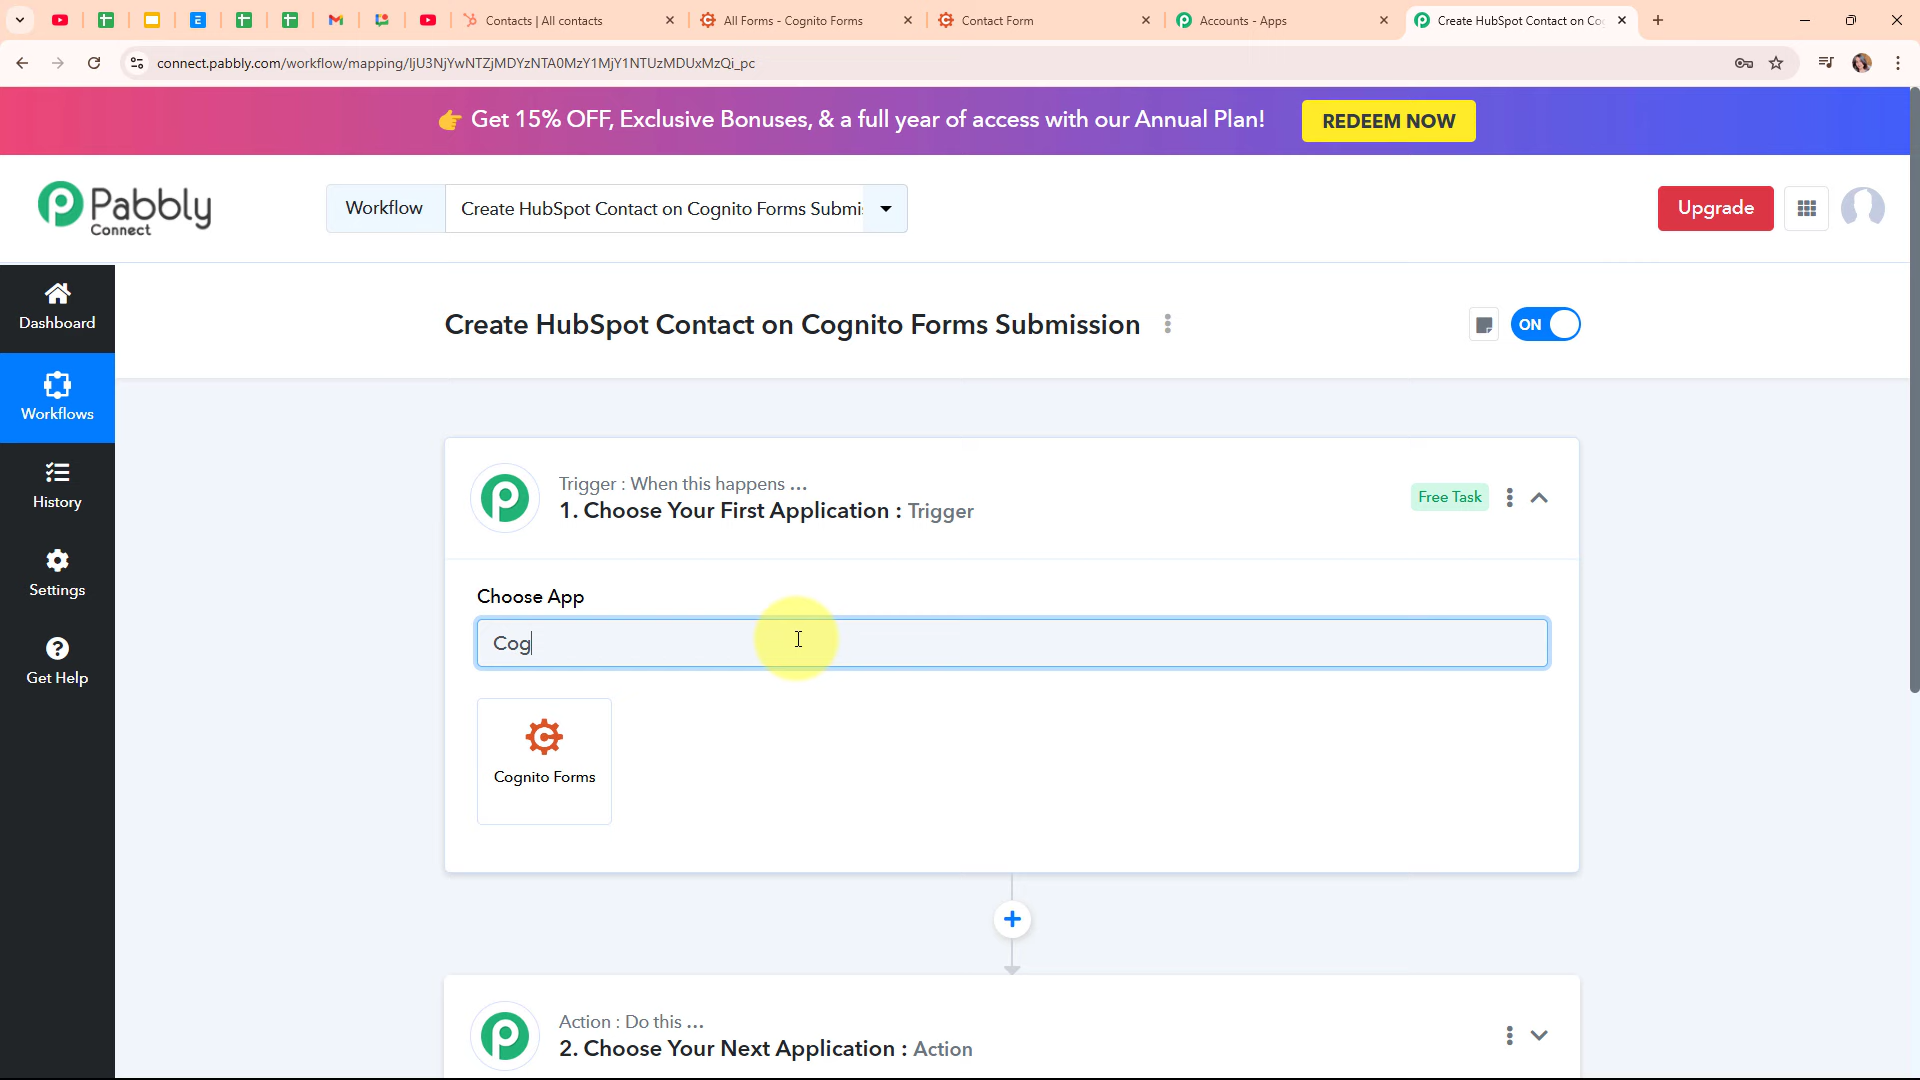 Contacts | All contacts
All Forms - Cognito Forms
Contact Form
Accounts - Apps
Create HubSpot Contact on Co
connect.pabbly.com/workflow/mapping/IjU3NjYwNTZjMDYzNTA0MzY1MjY1NTUzMDUxMzQi_pc
👉 Get 15% OFF, Exclusive Bonuses, & a full year of access with our Annual Plan!
REDEEM NOW
Pabbly
Connect
Workflow
Create HubSpot Contact on Cognito Forms Submi
Upgrade
Dashboard
Workflows
History
Settings
Get Help
Create HubSpot Contact on Cognito Forms Submission
ON
Trigger : When this happens ...
1. Choose Your First Application : Trigger
Free Task
Choose App
Cog
Cognito Forms
Action : Do this ...
2. Choose Your Next Application : Action